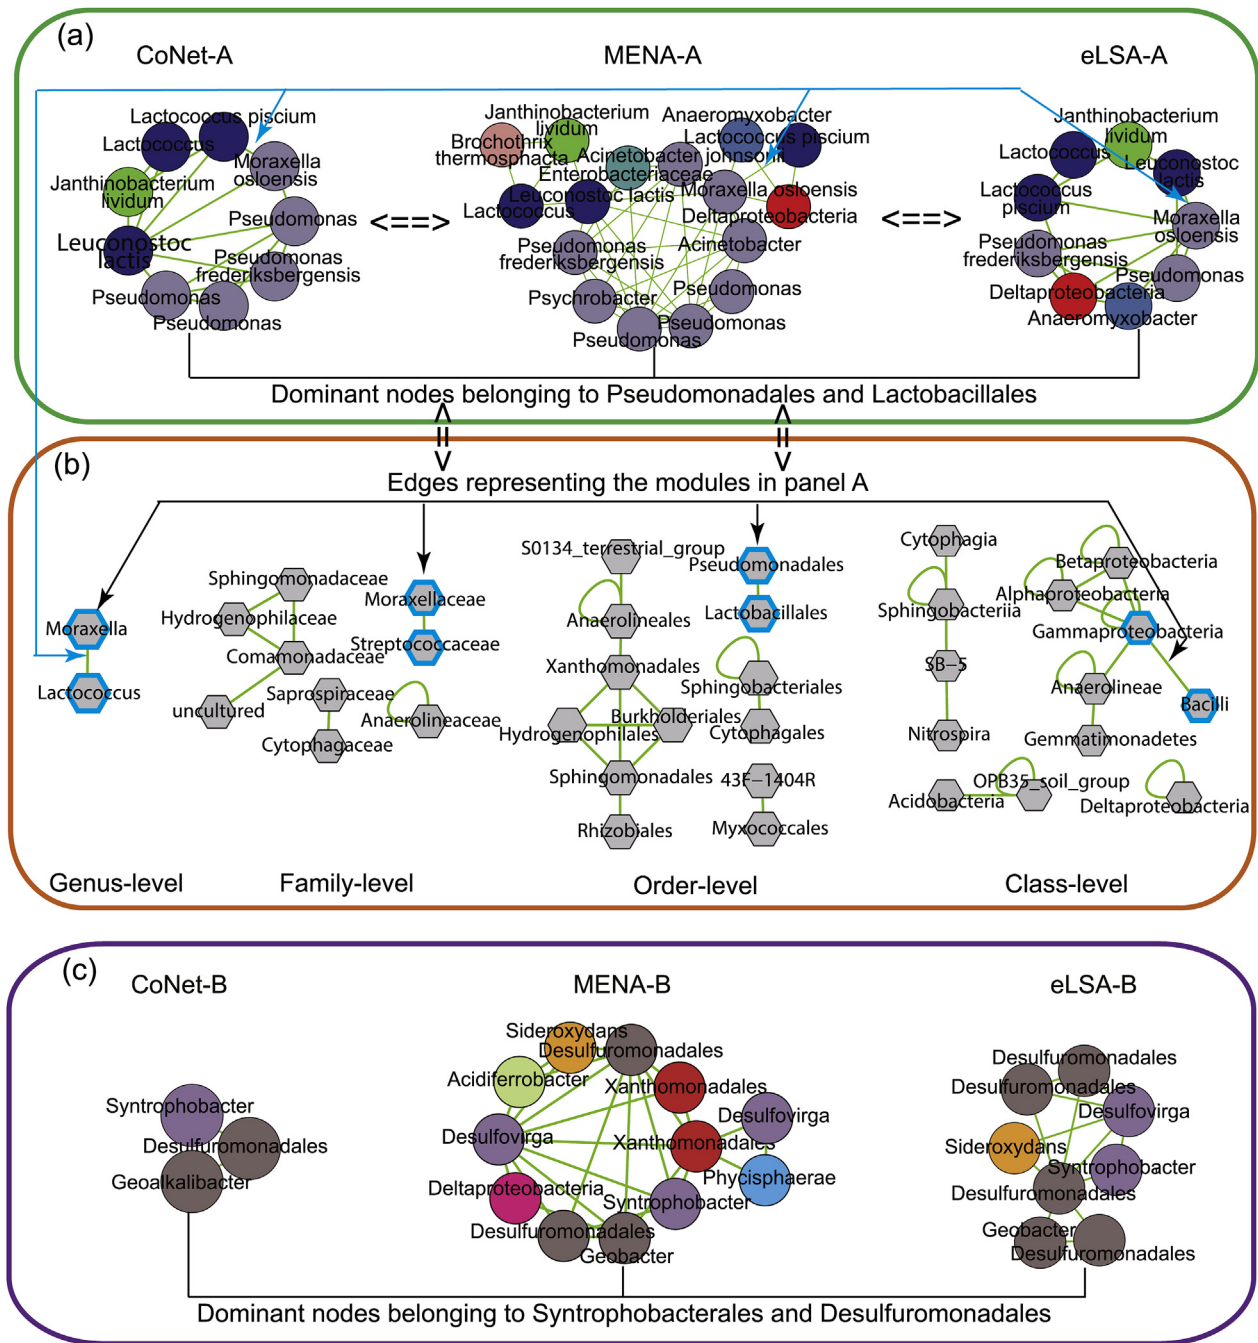 (a)
CoNet-A
MENA-A
eLSA-A
Lactococcus piscium
Lactococcus
Moraxella
osloensis
Janthinobacterium
lividum
Pseudomonas
Leuconostoc
lactis
Pseudomonas
frederiksbergensis
Pseudomonas
Pseudomonas
<==>
Janthinobacterium
lividum
Anaeromyxobacter
Brochothrix
thermosphacta
Lactococcus piscium
Acinetobacter johnsonii
Enterobacteriaceae
Leuconostoc lactis
Moraxella osloensis
Lactococcus
Deltaproteobacteria
Pseudomonas
frederiksbergensis
Acinetobacter
Psychrobacter
Pseudomonas
Pseudomonas
Pseudomonas
<==>
Janthinobacterium
lividum
Lactococcus
Leuconostoc
lactis
Lactococcus
piscium
Moraxella
osloensis
Pseudomonas
frederiksbergensis
Pseudomonas
Deltaproteobacteria
Anaeromyxobacter
Dominant nodes belonging to Pseudomonadales and Lactobacillales
<==>
<==>
(b)
Edges representing the modules in panel A
Moraxella
Lactococcus
Genus-level
Sphingomonadaceae
Hydrogenophilaceae
Comamonadaceae
uncultured
Saprospiraceae
Cytophagaceae
Moraxellaceae
Streptococcaceae
Anaerolineaceae
Family-level
S0134_terrestrial_group
Anaerolineales
Xanthomonadales
Burkholderiales
Hydrogenophilales
Sphingomonadales
Rhizobiales
Pseudomonadales
Lactobacillales
Sphingobacteriales
Cytophagales
43F-1404R
Myxococcales
Order-level
Cytophagia
Sphingobacteriia
SB-5
Nitrospira
Acidobacteria
OPB35_soil_group
Betaproteobacteria
Alphaproteobacteria
Gammaproteobacteria
Anaerolineae
Bacilli
Gemmatimonadetes
Deltaproteobacteria
Class-level
(c)
CoNet-B
MENA-B
eLSA-B
Syntrophobacter
Desulfuromonadales
Geoalkalibacter
Sideroxydans
Desulfuromonadales
Acidiferrobacter
Xanthomonadales
Desulfovirga
Desulfovirga
Xanthomonadales
Phycisphaerae
Deltaproteobacteria
Syntrophobacter
Desulfuromonadales
Geobacter
Desulfuromonadales
Desulfuromonadales
Desulfovirga
Sideroxydans
Syntrophobacter
Desulfuromonadales
Geobacter
Desulfuromonadales
Dominant nodes belonging to Syntrophobacterales and Desulfuromonadales